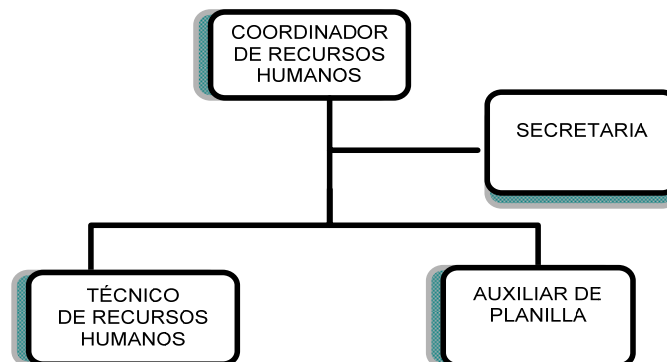 COORDINADOR
DE RECURSOS
HUMANOS
SECRETARIA
TÉCNICO
DE RECURSOS
HUMANOS
AUXILIAR DE
PLANILLA